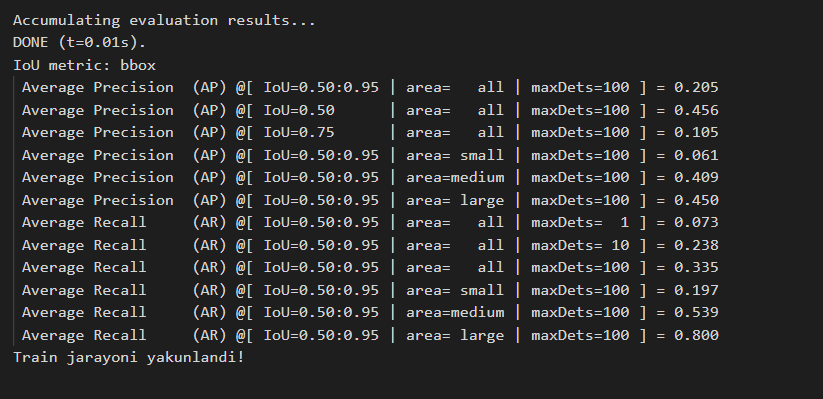 Accumulating evaluation results...
DONE (t=0.01s).
IoU metric: bbox
 Average Precision  (AP) @[ IoU=0.50:0.95 | area=   all | maxDets=100 ] = 0.205
 Average Precision  (AP) @[ IoU=0.50      | area=   all | maxDets=100 ] = 0.456
 Average Precision  (AP) @[ IoU=0.75      | area=   all | maxDets=100 ] = 0.105
 Average Precision  (AP) @[ IoU=0.50:0.95 | area= small | maxDets=100 ] = 0.061
 Average Precision  (AP) @[ IoU=0.50:0.95 | area=medium | maxDets=100 ] = 0.409
 Average Precision  (AP) @[ IoU=0.50:0.95 | area= large | maxDets=100 ] = 0.450
 Average Recall     (AR) @[ IoU=0.50:0.95 | area=   all | maxDets=  1 ] = 0.073
 Average Recall     (AR) @[ IoU=0.50:0.95 | area=   all | maxDets= 10 ] = 0.238
 Average Recall     (AR) @[ IoU=0.50:0.95 | area=   all | maxDets=100 ] = 0.335
 Average Recall     (AR) @[ IoU=0.50:0.95 | area= small | maxDets=100 ] = 0.197
 Average Recall     (AR) @[ IoU=0.50:0.95 | area=medium | maxDets=100 ] = 0.539
 Average Recall     (AR) @[ IoU=0.50:0.95 | area= large | maxDets=100 ] = 0.800
Train jarayoni yakunlandi!